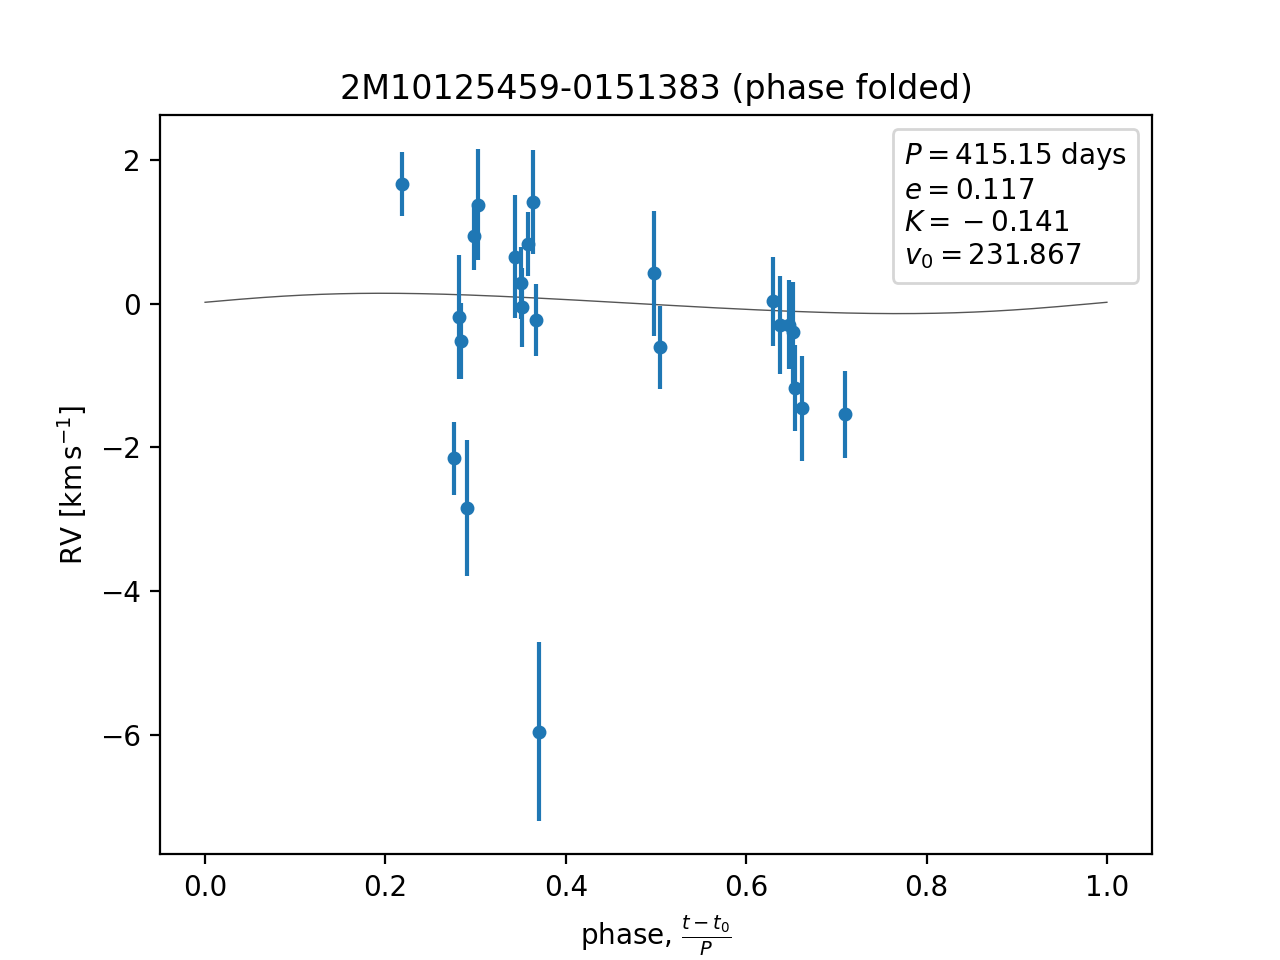 2M10125459-0151383 (phase folded)
P = 415.15 days
e = 0.117
K = −0.141
v₀ = 231.867
RV [km s⁻¹]
2
0
−2
−4
−6
0.0 0.2 0.4 0.6 0.8 1.0
phase, (t − t₀)/P